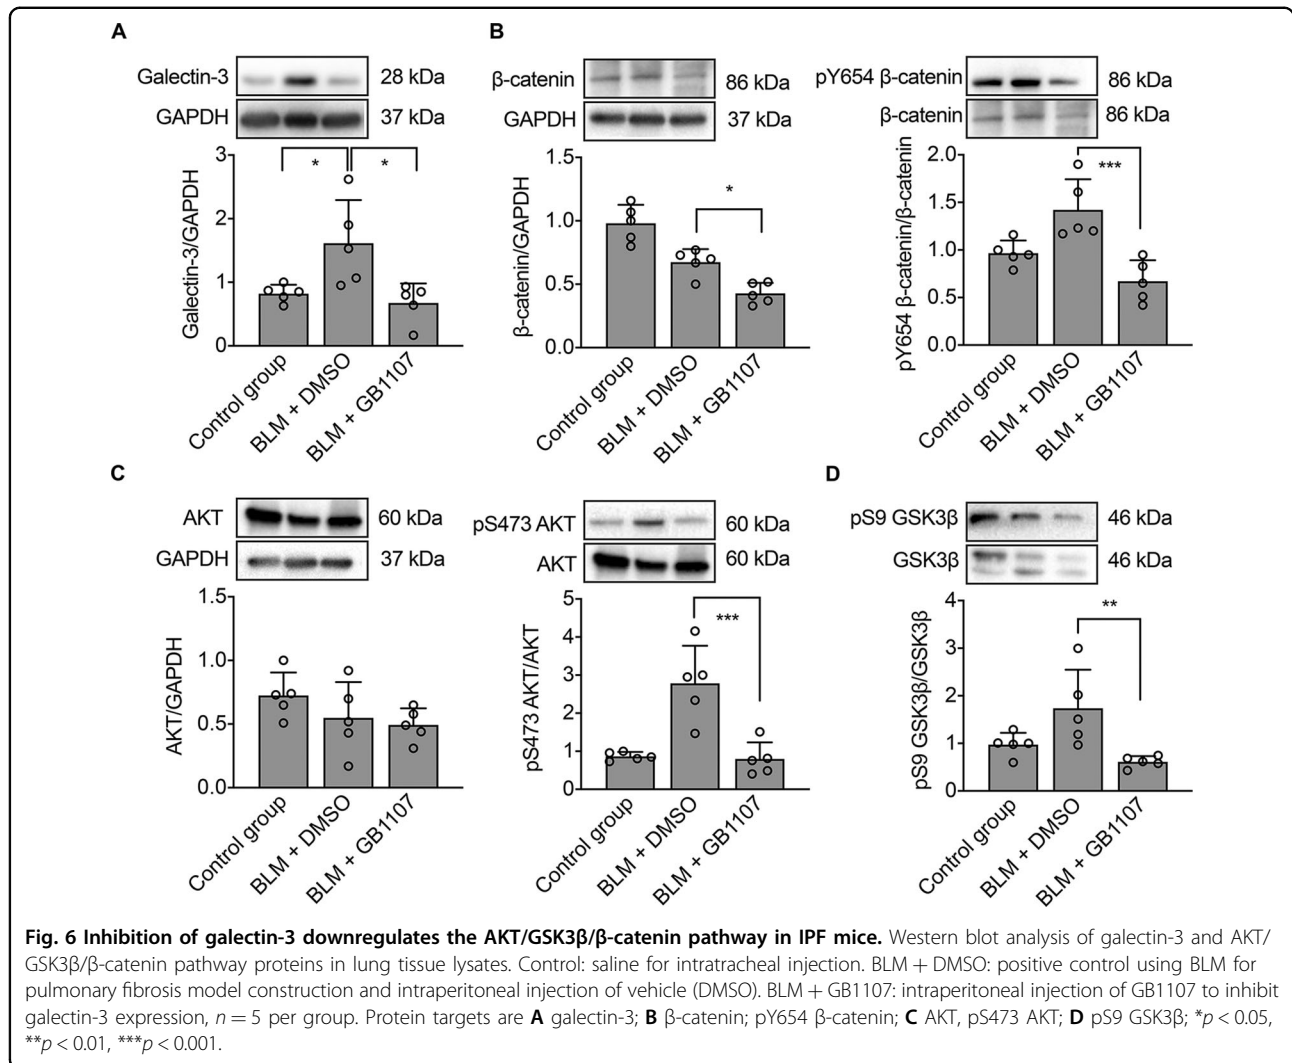 A
Galectin-3
28 kDa
GAPDH
37 kDa
Galectin-3/GAPDH
3
2
1
0
*
*
Control group
BLM + DMSO
BLM + GB1107
B
β-catenin
86 kDa
GAPDH
37 kDa
β-catenin/GAPDH
1.5
1.0
0.5
0.0
*
Control group
BLM + DMSO
BLM + GB1107
pY654 β-catenin
86 kDa
β-catenin
86 kDa
pY654 β-catenin/β-catenin
2.0
1.5
1.0
0.5
0.0
***
Control group
BLM + DMSO
BLM + GB1107
C
AKT
60 kDa
GAPDH
37 kDa
AKT/GAPDH
1.5
1.0
0.5
0.0
Control group
BLM + DMSO
BLM + GB1107
pS473 AKT
60 kDa
AKT
60 kDa
pS473 AKT/AKT
5
4
3
2
1
0
***
Control group
BLM + DMSO
BLM + GB1107
D
pS9 GSK3β
46 kDa
GSK3β
46 kDa
pS9 GSK3β/GSK3β
4
3
2
1
0
**
Control group
BLM + DMSO
BLM + GB1107
Fig. 6 Inhibition of galectin-3 downregulates the AKT/GSK3β/β-catenin pathway in IPF mice. Western blot analysis of galectin-3 and AKT/
GSK3β/β-catenin pathway proteins in lung tissue lysates. Control: saline for intratracheal injection. BLM + DMSO: positive control using BLM for
pulmonary fibrosis model construction and intraperitoneal injection of vehicle (DMSO). BLM + GB1107: intraperitoneal injection of GB1107 to inhibit
galectin-3 expression, n = 5 per group. Protein targets are A galectin-3; B β-catenin; pY654 β-catenin; C AKT, pS473 AKT; D pS9 GSK3β; *p < 0.05,
**p < 0.01, ***p < 0.001.